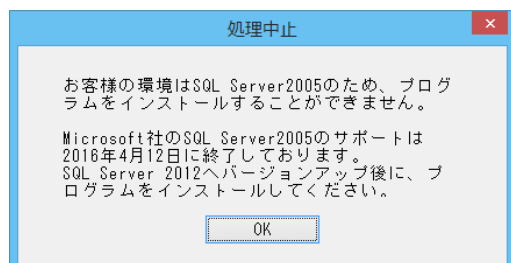 処理中止
お客様の環境はSQL Server2005のため、プログ
ラムをインストールすることができません。
Microsoft社のSQL Server2005のサポートは
2016年4月12日に終了しております。
SQL Server 2012へバージョンアップ後に、プ
ログラムをインストールしてください。
OK